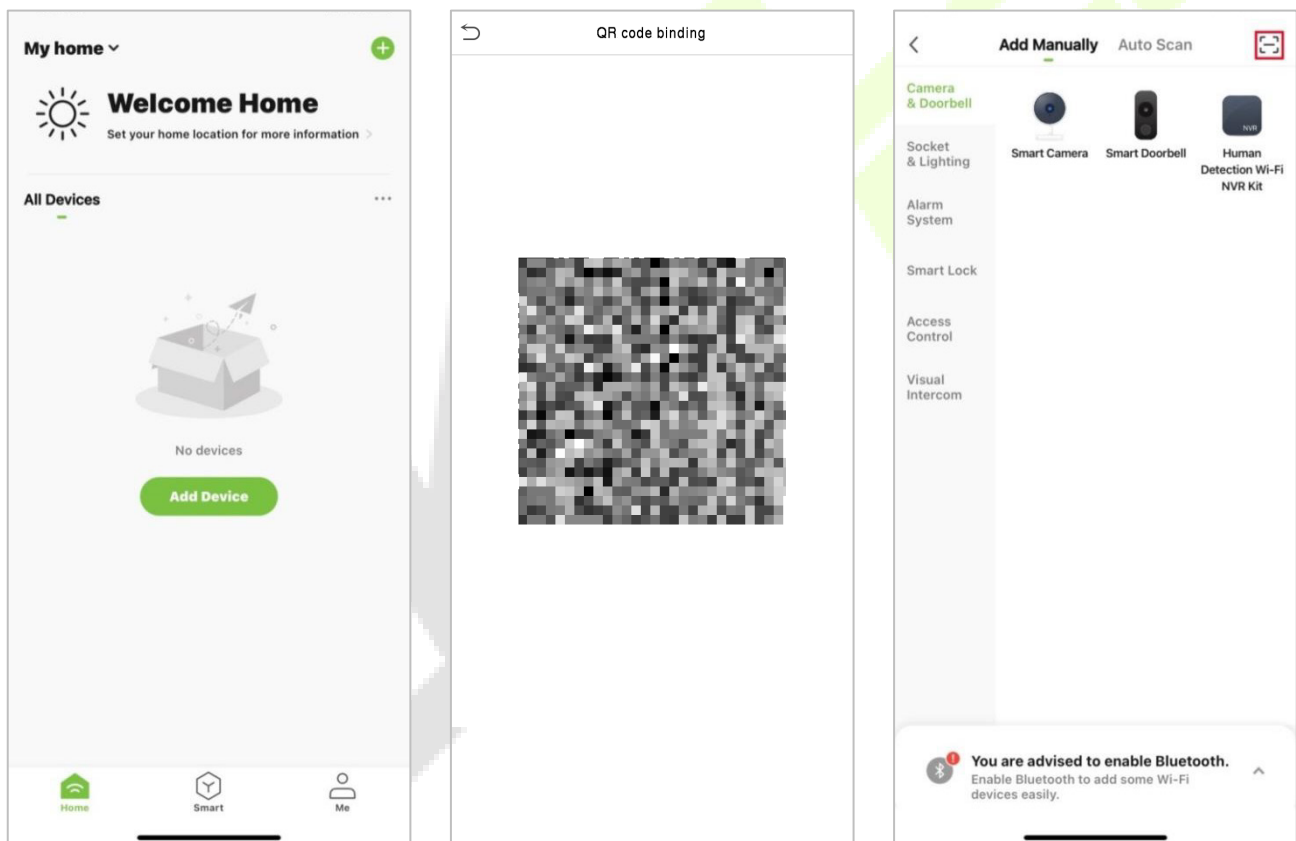 My home
Welcome Home
Set your home location for more information
All Devices
No devices
Add Device
Home
Smart
Me
QR code binding
Add Manually
Auto Scan
Camera
& Doorbell
Socket
& Lighting
Alarm
System
Smart Lock
Access
Control
Visual
Intercom
Smart Camera
Smart Doorbell
NVR
Human
Detection Wi-Fi
NVR Kit
You are advised to enable Bluetooth.
Enable Bluetooth to add some Wi-Fi
devices easily.